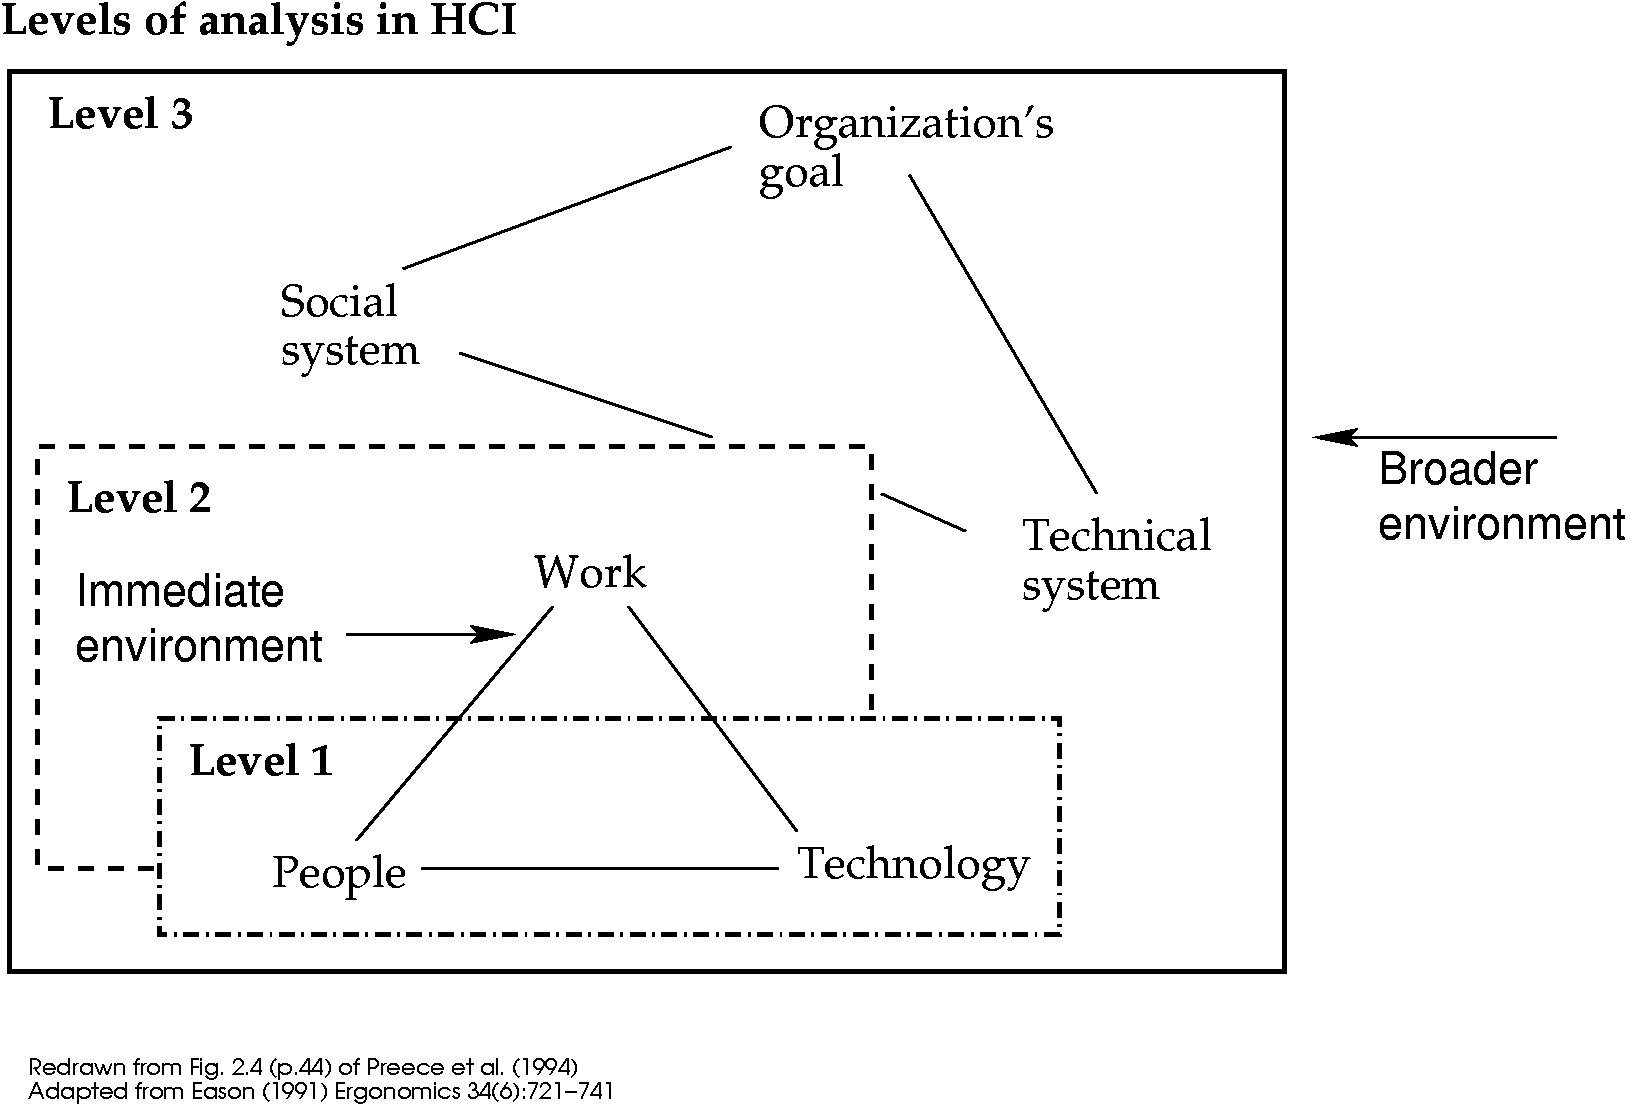 Levels of analysis in HCI
Level 3
Organization’s
goal
Social
system
Level 2
Broader
environment
Technical
system
Work
Immediate
environment
Level 1
People
Technology
Redrawn from Fig. 2.4 (p.44) of Preece et al. (1994)
Adapted from Eason (1991) Ergonomics 34(6):721–741